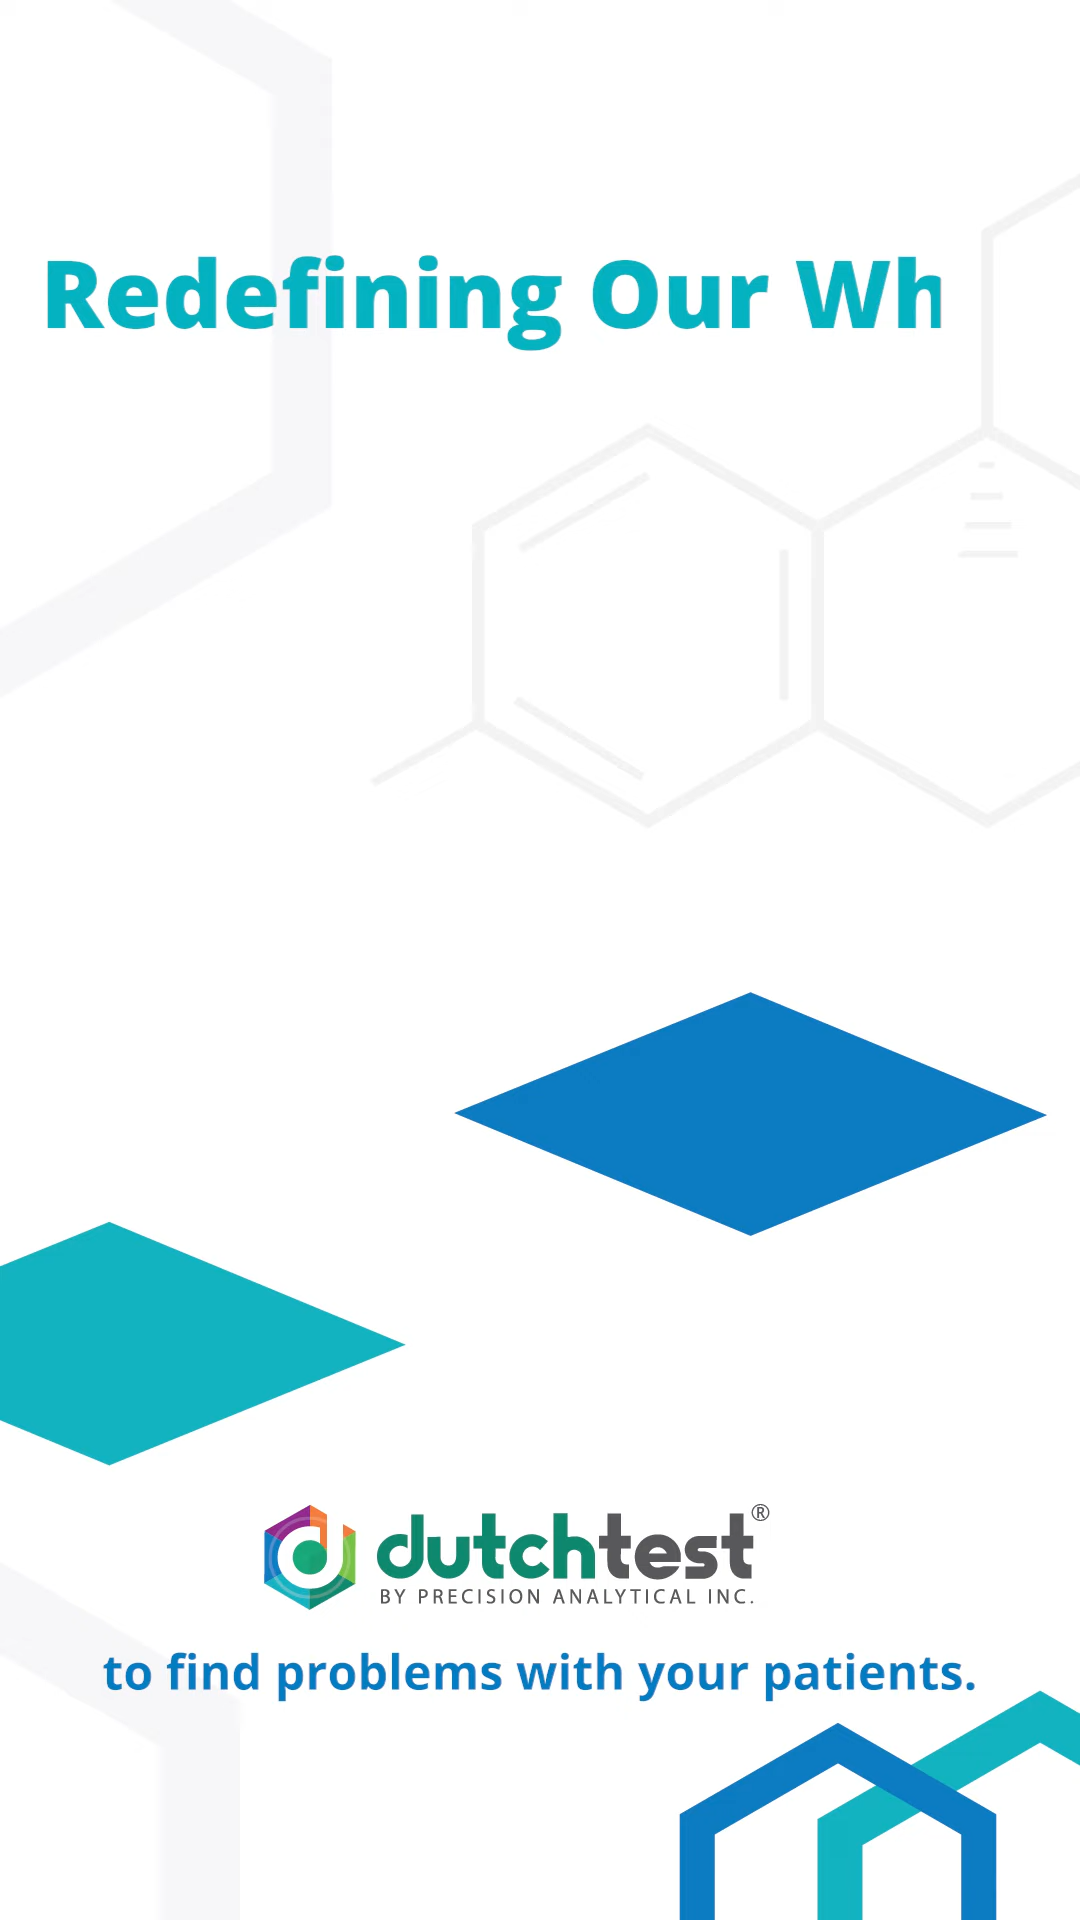 Redefining Our Wh
dutchtest®
BY PRECISION ANALYTICAL INC.
to find problems with your patients.